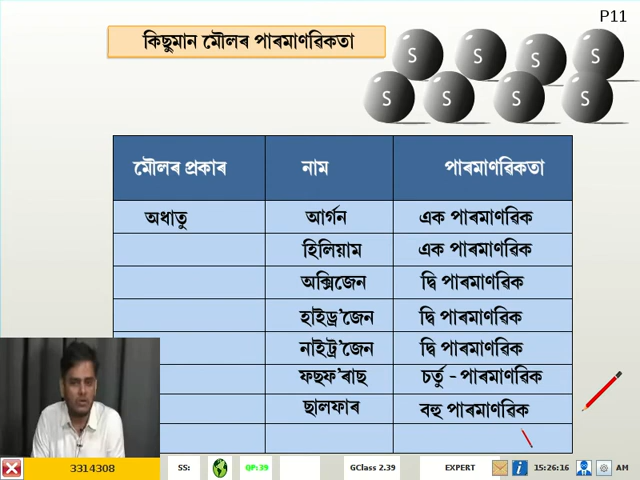 P11
কিছুমান মৌলৰ পাৰমাণৱিকতা
S S S S
S S S S
মৌলৰ প্ৰকাৰ নাম পাৰমাণৱিকতা
অধাতু আৰ্গন এক পাৰমাণৱিক
হিলিয়াম এক পাৰমাণৱিক
অক্সিজেন দ্বি পাৰমাণৱিক
হাইড্ৰ'জেন দ্বি পাৰমাণৱিক
নাইট্ৰ'জেন দ্বি পাৰমাণৱিক
ফছফ'ৰাছ চৰ্তু - পাৰমাণৱিক
ছালফাৰ বহু পাৰমাণৱিক
3314308 SS: QP: 39 GClass 2.39 EXPERT 15:26:16 AM